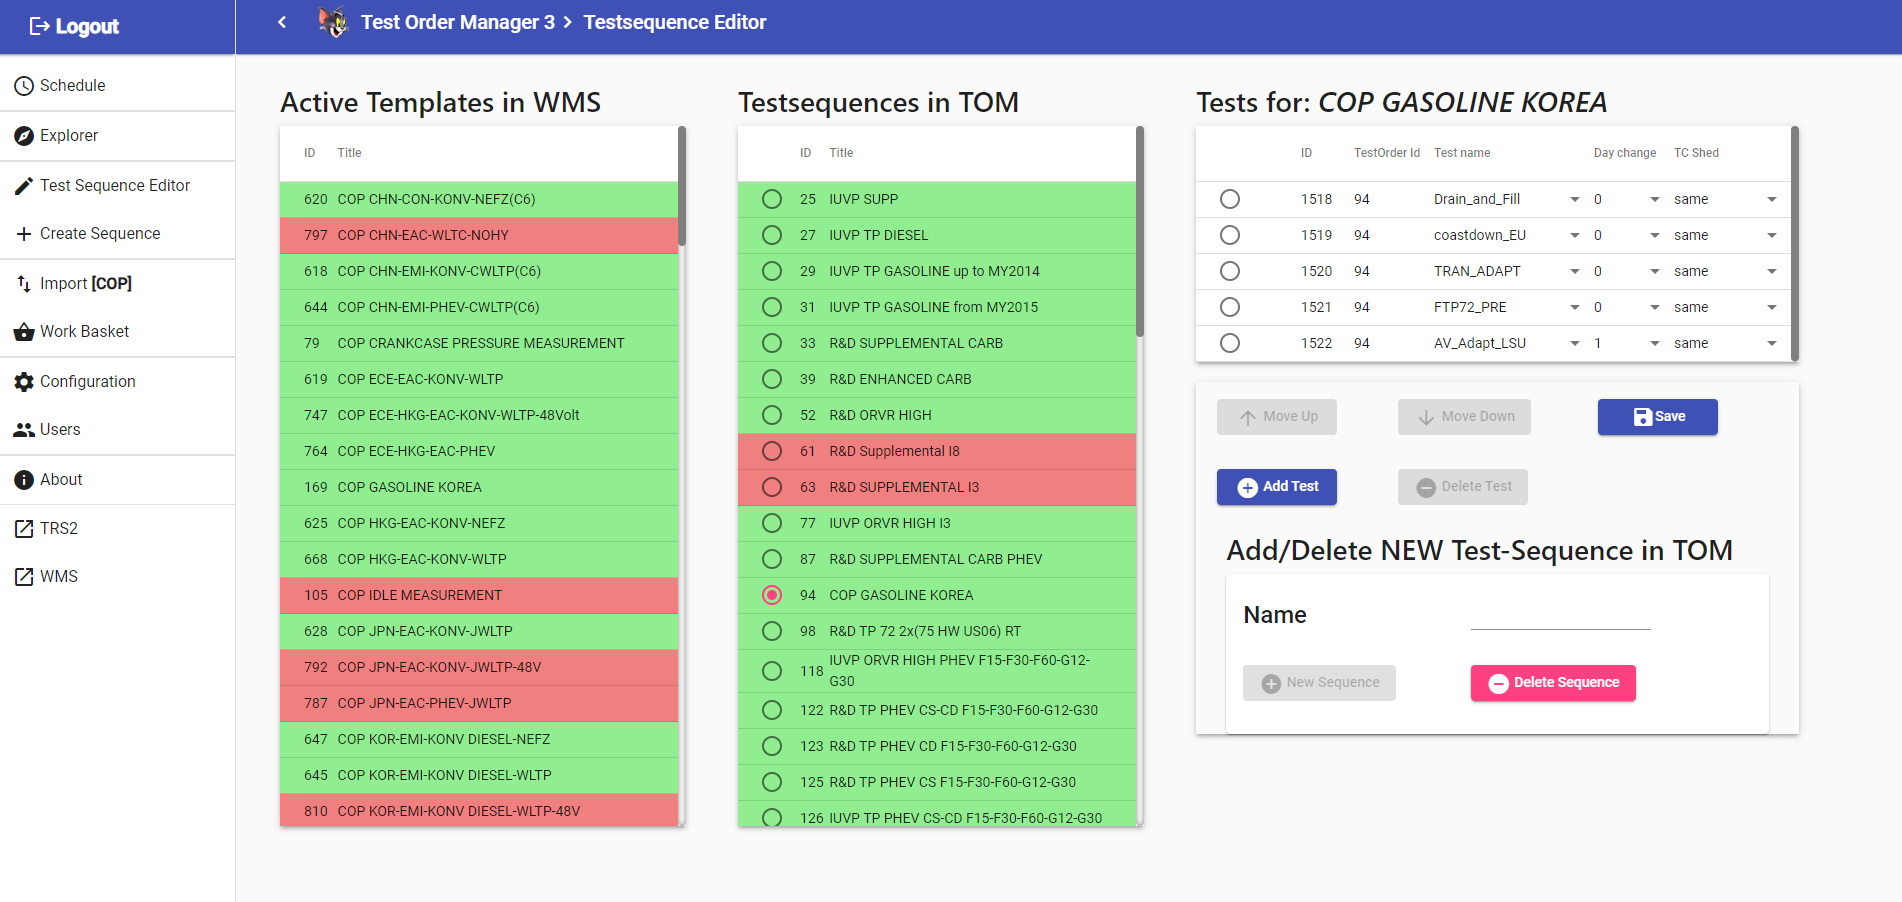 Logout
Test Order Manager 3 > Testsequence Editor
Schedule
Explorer
Test Sequence Editor
Create Sequence
Import [COP]
Work Basket
Configuration
Users
About
TRS2
WMS
Active Templates in WMS
ID Title
620 COP CHN-CON-KONV-NEFZ(C6)
797 COP CHN-EAC-WLTC-NOHY
618 COP CHN-EMI-KONV-CWLTP(C6)
644 COP CHN-EMI-PHEV-CWLTP(C6)
79 COP CRANKCASE PRESSURE MEASUREMENT
619 COP ECE-EAC-KONV-WLTP
747 COP ECE-HKG-EAC-KONV-WLTP-48Volt
764 COP ECE-HKG-EAC-PHEV
169 COP GASOLINE KOREA
625 COP HKG-EAC-KONV-NEFZ
668 COP HKG-EAC-KONV-WLTP
105 COP IDLE MEASUREMENT
628 COP JPN-EAC-KONV-JWLTP
792 COP JPN-EAC-KONV-JWLTP-48V
787 COP JPN-EAC-PHEV-JWLTP
647 COP KOR-EMI-KONV DIESEL-NEFZ
645 COP KOR-EMI-KONV DIESEL-WLTP
810 COP KOR-EMI-KONV DIESEL-WLTP-48V
Testsequences in TOM
ID Title
25 IUVP SUPP
27 IUVP TP DIESEL
29 IUVP TP GASOLINE up to MY2014
31 IUVP TP GASOLINE from MY2015
33 R&D SUPPLEMENTAL CARB
39 R&D ENHANCED CARB
52 R&D ORVR HIGH
61 R&D Supplemental I8
63 R&D SUPPLEMENTAL I3
77 IUVP ORVR HIGH I3
87 R&D SUPPLEMENTAL CARB PHEV
94 COP GASOLINE KOREA
98 R&D TP 72 2x(75 HW US06) RT
118 IUVP ORVR HIGH PHEV F15-F30-F60-G12-
G30
122 R&D TP PHEV CS-CD F15-F30-F60-G12-G30
123 R&D TP PHEV CD F15-F30-F60-G12-G30
125 R&D TP PHEV CS F15-F30-F60-G12-G30
126 IUVP TP PHEV CS-CD F15-F30-F60-G12-G30
Tests for: COP GASOLINE KOREA
ID TestOrder Id Test name Day change TC Shed
1518 94 Drain_and_Fill 0 same
1519 94 coastdown_EU 0 same
1520 94 TRAN_ADAPT 0 same
1521 94 FTP72_PRE 0 same
1522 94 AV_Adapt_LSU 1 same
Move Up Move Down Save
Add Test Delete Test
Add/Delete NEW Test-Sequence in TOM
Name
New Sequence Delete Sequence